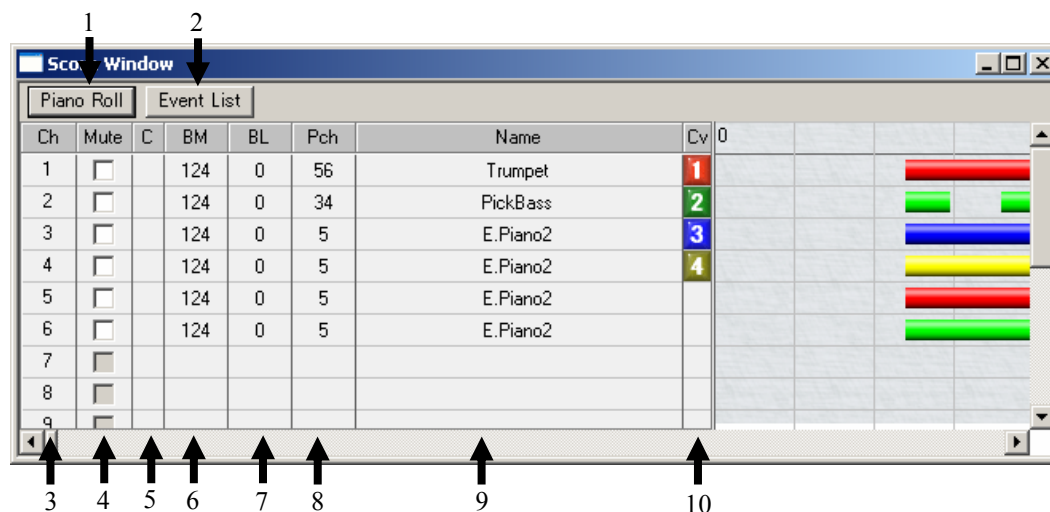 1 2
Score Window
Piano Roll Event List
Ch Mute C BM BL Pch Name Cv 0
1 124 0 56 Trumpet 1
2 124 0 34 PickBass 2
3 124 0 5 E.Piano2 3
4 124 0 5 E.Piano2 4
5 124 0 5 E.Piano2
6 124 0 5 E.Piano2
7
8
9
3 4 5 6 7 8 9 10